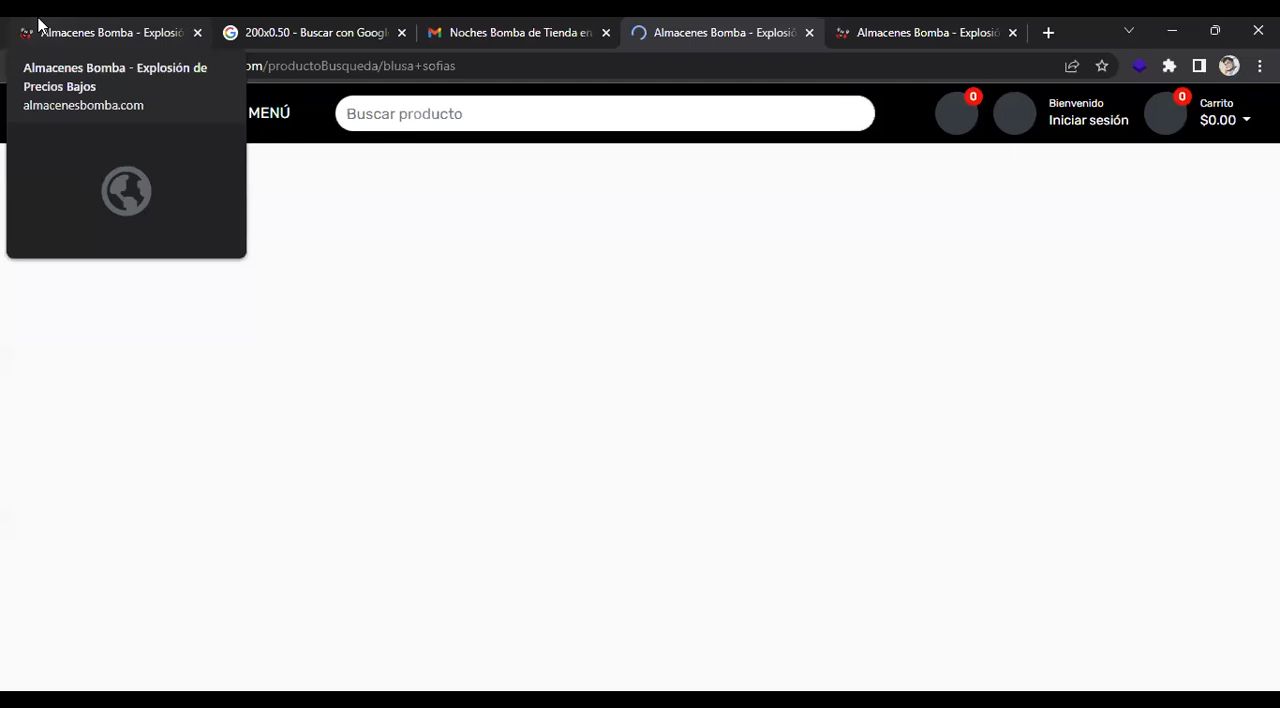 Almacenes Bomba - Explosió
200x0.50 - Buscar con Googl
Noches Bomba de Tienda en
Almacenes Bomba - Explosió
Almacenes Bomba - Explosió
om/productoBusqueda/blusa+sofias
Almacenes Bomba - Explosión de
Precios Bajos
almacenesbomba.com
MENÚ
Buscar producto
0
Bienvenido
Iniciar sesión
0
Carrito
$0.00